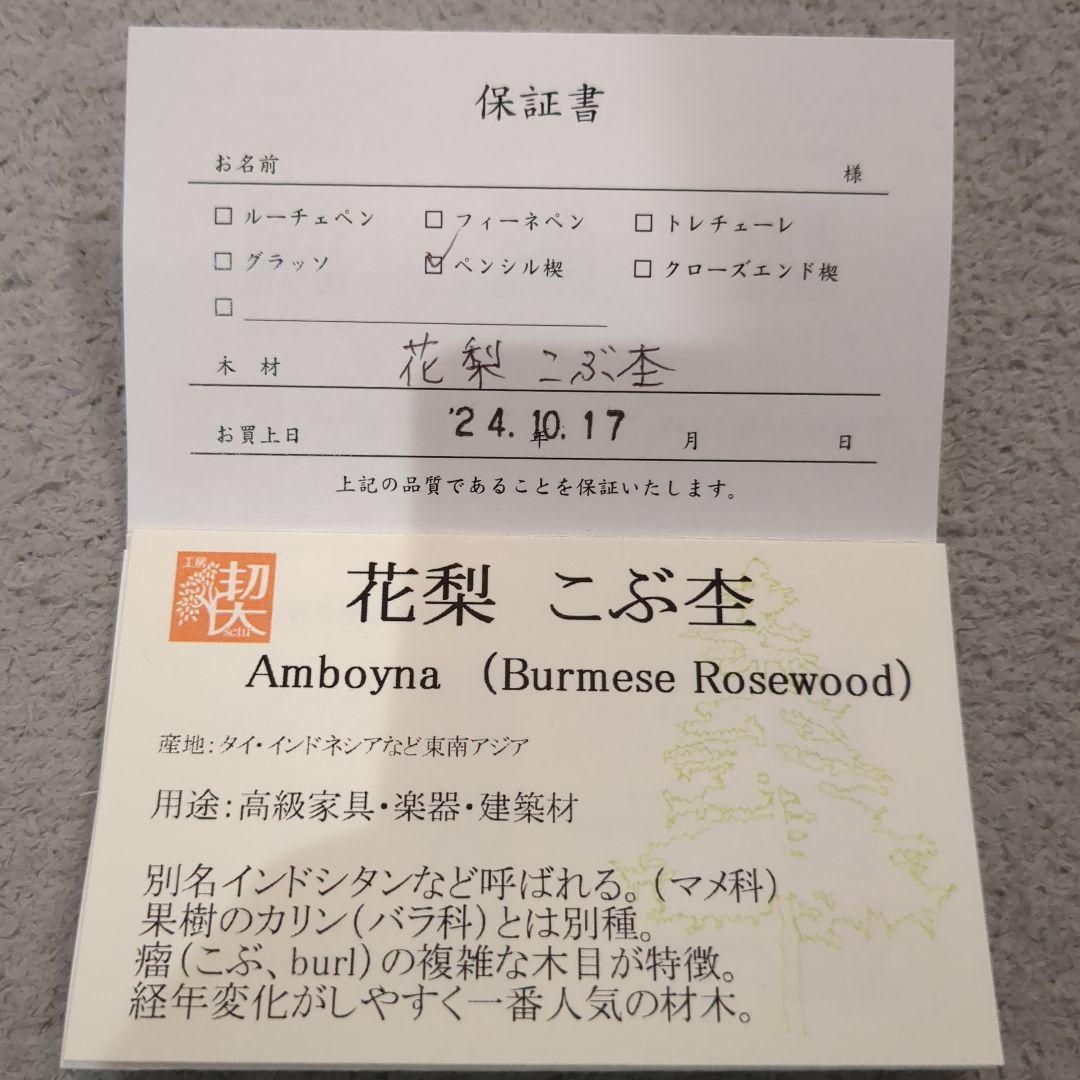 保証書
お名前 様
□ ルーチェペン □ フィーネペン □ トレチェーレ
□ グラッソ ☑ ペンシル楔 □ クローズエンド楔
□
木 材 花梨 こぶ杢
お買上日 '24.10.17 年 月 日
上記の品質であることを保証いたします。
工房 楔 setu
花梨 こぶ杢
Amboyna (Burmese Rosewood)
産地:タイ・インドネシアなど東南アジア
用途:高級家具・楽器・建築材
別名インドシタンなど呼ばれる。(マメ科)
果樹のカリン(バラ科)とは別種。
瘤(こぶ、burl)の複雑な木目が特徴。
経年変化がしやすく一番人気の材木。